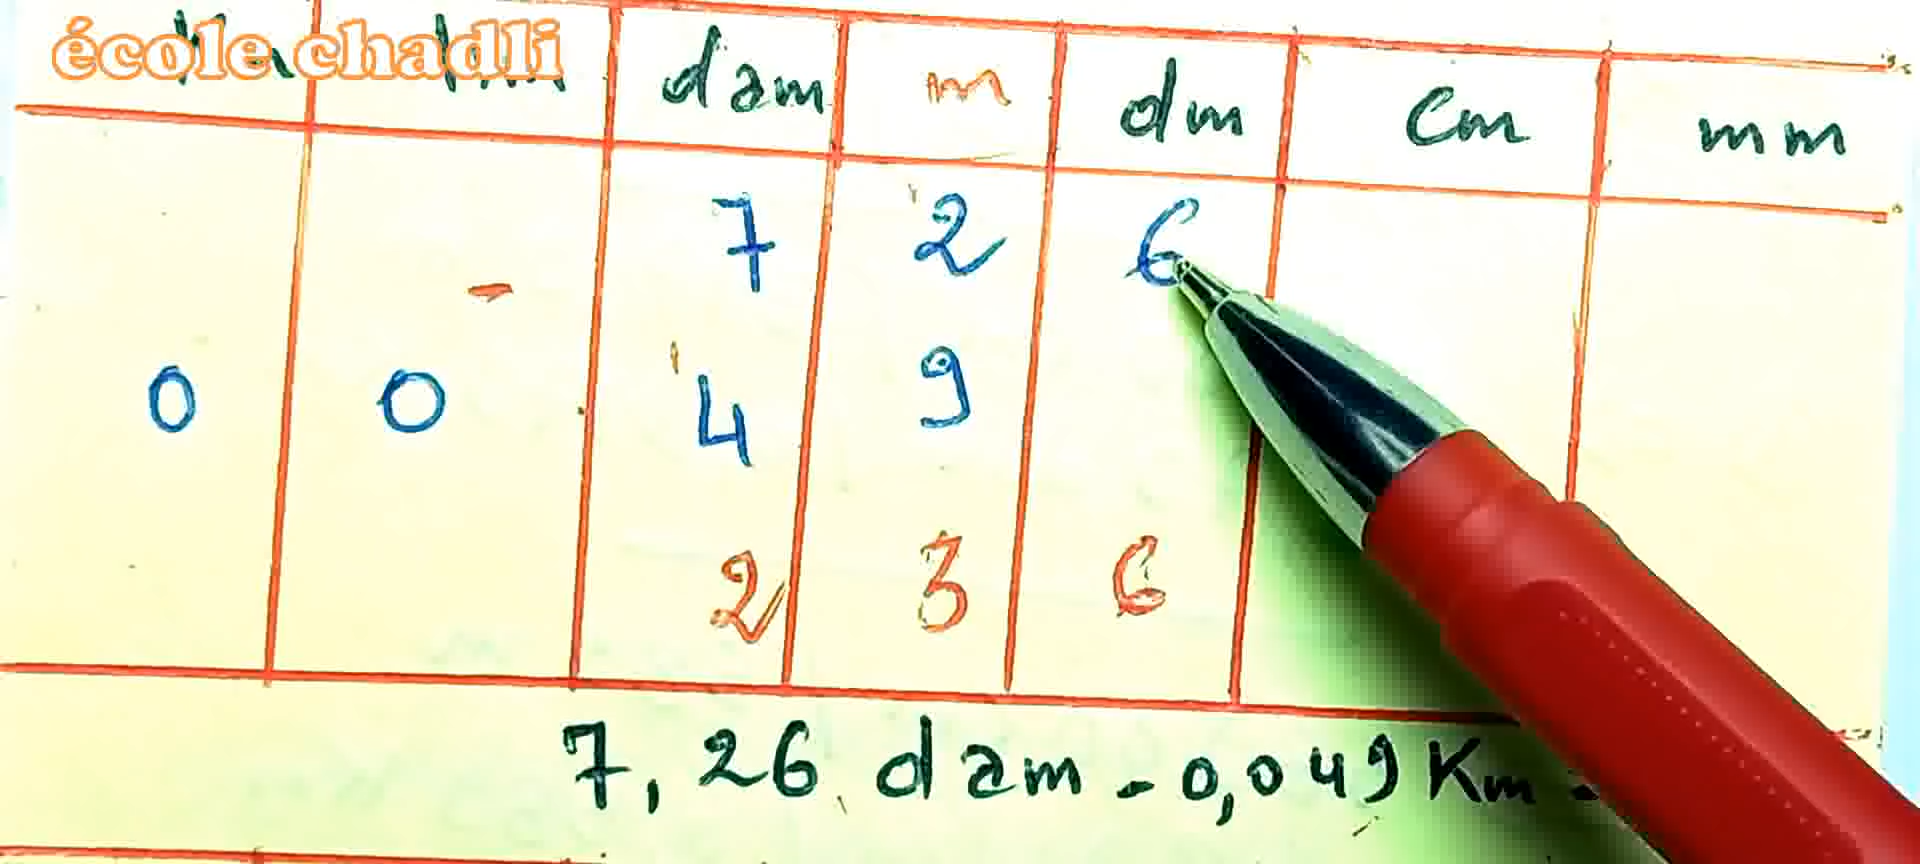 école chadli
dam m dm cm mm
7 2 6
-
0 0 4 9
2 3 6
7,26 dam - 0,049 Km =